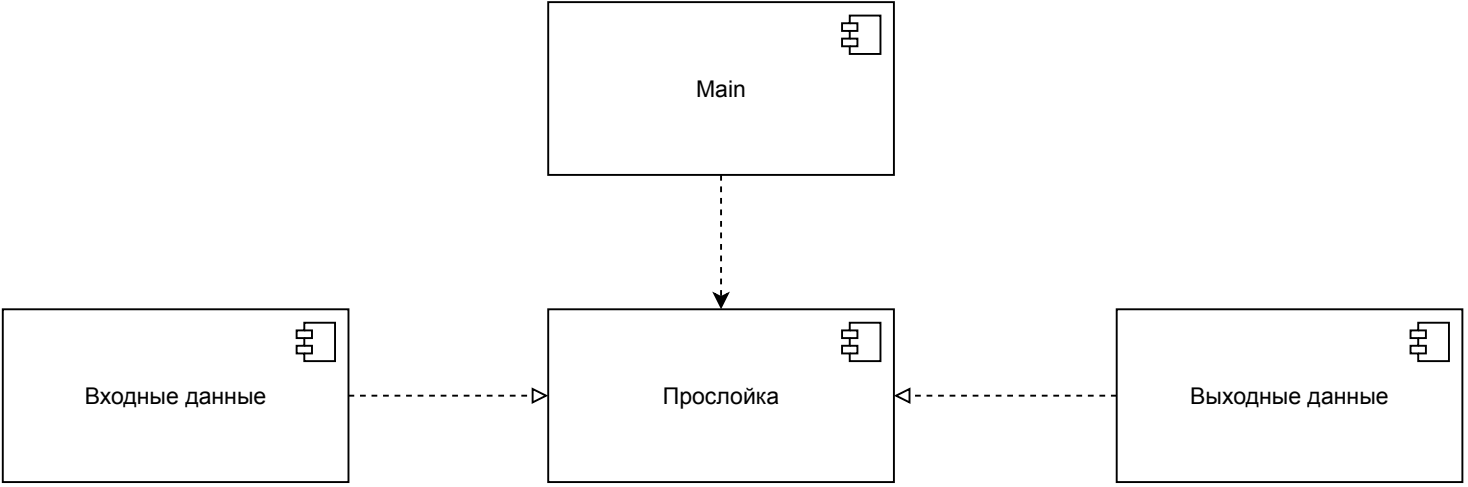 Main
Входные данные
Прослойка
Выходные данные